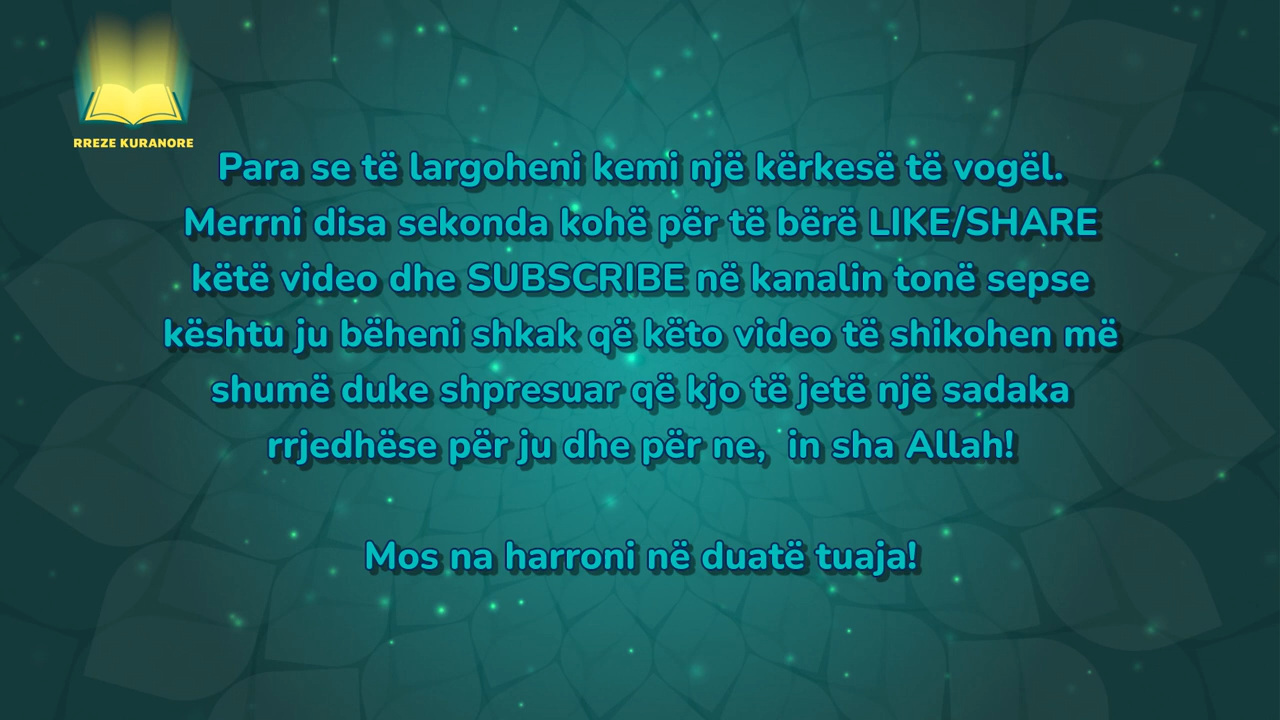 RREZE KURANORE
Para se të largoheni kemi një kërkesë të vogël.
Merrni disa sekonda kohë për të bërë LIKE/SHARE
këtë video dhe SUBSCRIBE në kanalin tonë sepse
kështu ju bëheni shkak që këto video të shikohen më
shumë duke shpresuar që kjo të jetë një sadaka
rrjedhëse për ju dhe për ne, in sha Allah!
Mos na harroni në duatë tuaja!